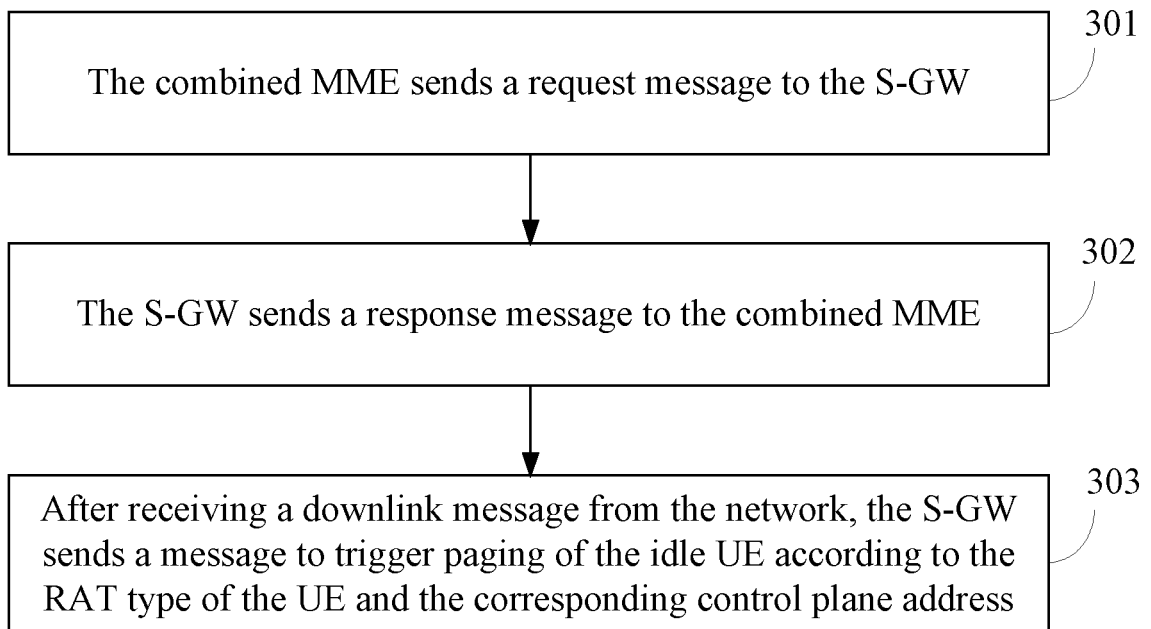 301
The combined MME sends a request message to the S-GW
302
The S-GW sends a response message to the combined MME
303
After receiving a downlink message from the network, the S-GW
sends a message to trigger paging of the idle UE according to the
RAT type of the UE and the corresponding control plane address